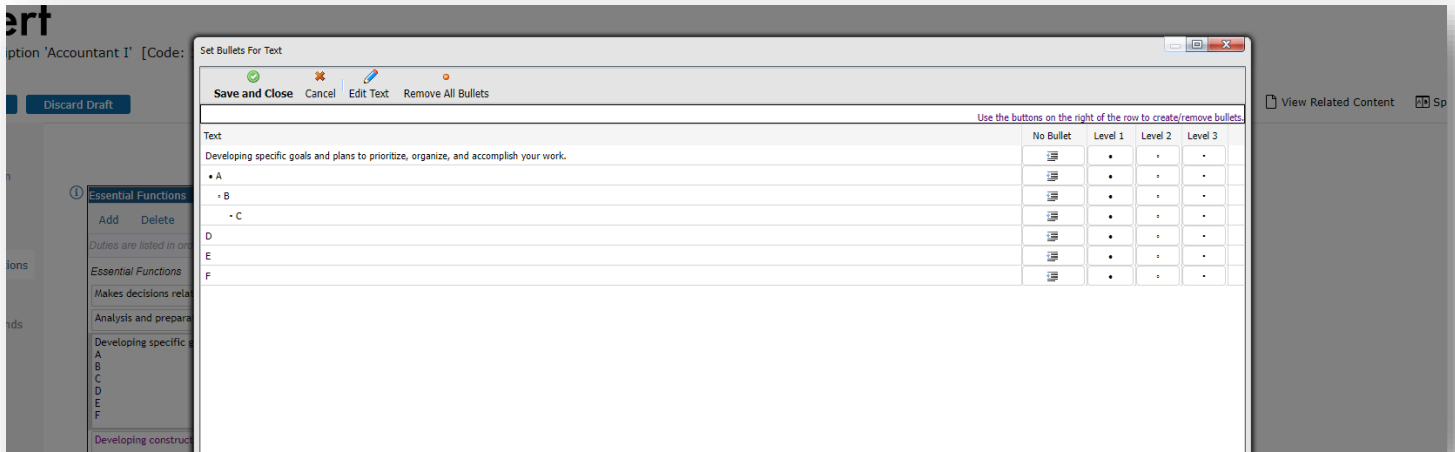 ert
iption 'Accountant I' [Code:
Set Bullets For Text
Save and Close Cancel Edit Text Remove All Bullets
Discard Draft
View Related Content Sp
Use the buttons on the right of the row to create/remove bullets.
Text No Bullet Level 1 Level 2 Level 3
Developing specific goals and plans to prioritize, organize, and accomplish your work.
• A
◦ B
▪ C
D
E
F
n
Essential Functions
Add Delete
Duties are listed in ord
ions
Essential Functions
Makes decisions relat
Analysis and prepara
nds
Developing specific g
A
B
C
D
E
F
Developing construct